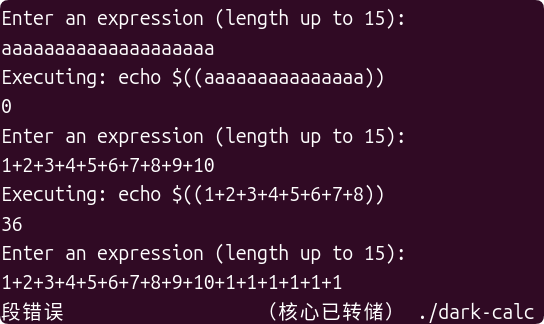 Enter an expression (length up to 15):
aaaaaaaaaaaaaaaaaaaa
Executing: echo $((aaaaaaaaaaaaaaa))
0
Enter an expression (length up to 15):
1+2+3+4+5+6+7+8+9+10
Executing: echo $((1+2+3+4+5+6+7+8))
36
Enter an expression (length up to 15):
1+2+3+4+5+6+7+8+9+10+1+1+1+1+1+1
段错误 （核心已转储） ./dark-calc